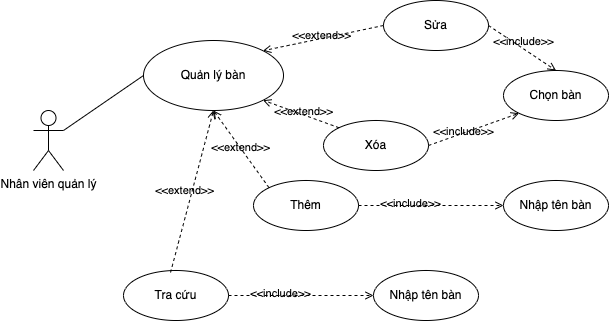 Sửa
<<extend>>
<<include>>
Quản lý bàn
Chọn bàn
<<extend>>
<<include>>
Xóa
<<extend>>
Nhân viên quản lý
<<extend>>
Thêm
<<include>>
Nhập tên bàn
Tra cứu
<<include>>
Nhập tên bàn